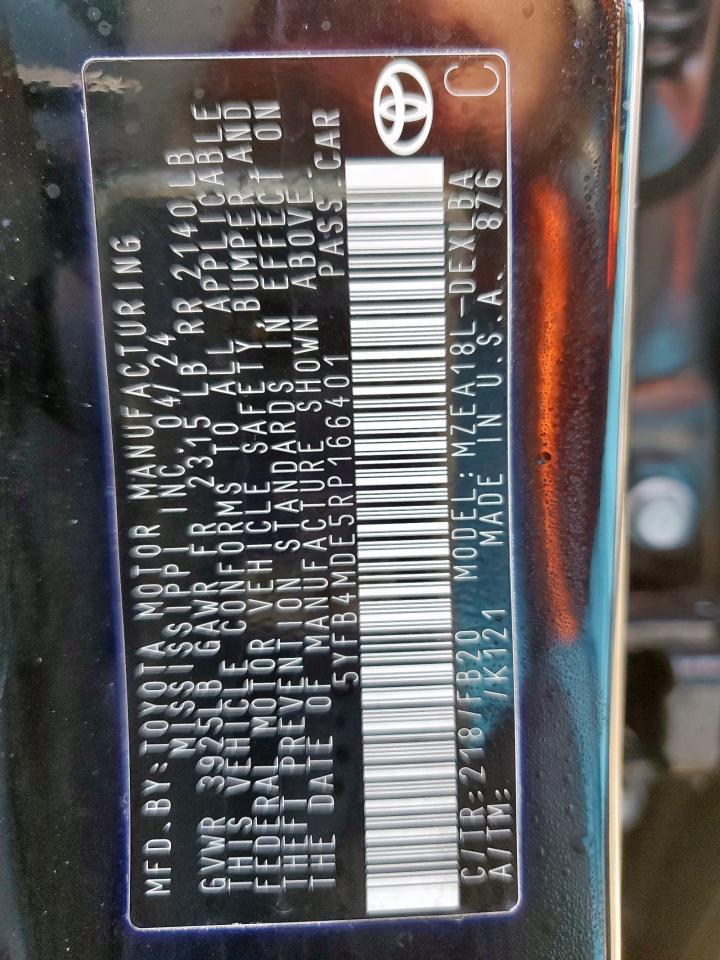 MFD.BY:TOYOTA MOTOR MANUFACTURING
MISSISSIPPI INC. 04/24
GVWR 3925LB GAWR FR 2315 LB RR 2140LB
THIS VEHICLE CONFORMS TO ALL APPLICABLE
FEDERAL MOTOR VEHICLE SAFETY, BUMPER AND
THEFT PREVENTION STANDARDS IN EFFECT ON
THE DATE OF MANUFACTURE SHOWN ABOVE.
5YFB4MDE5RP166401 PASS.CAR
C/TR:218/FB20 MODEL:MZEA18L-DEXLBA C
A/TM: /K121 MADE IN U.S.A. 876